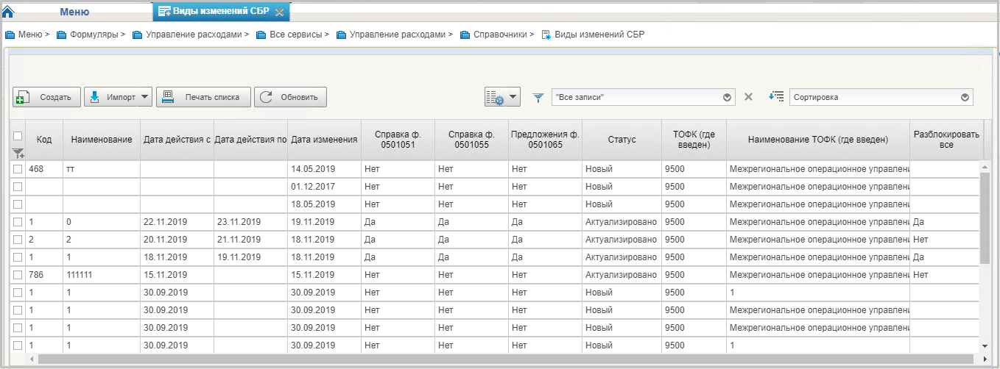 Меню Виды изменений СБР
Меню > Формуляры > Управление расходами > Все сервисы > Управление расходами > Справочники > Виды изменений СБР
Создать Импорт Печать списка Обновить "Все записи" Сортировка
Код Наименование Дата действия с Дата действия по Дата изменения Справка ф. 0501051 Справка ф. 0501055 Предложения ф. 0501065 Статус ТОФК (где введен) Наименование ТОФК (где введен) Разблокировать все
468 тт 14.05.2019 Нет Нет Нет Новый 9500 Межрегиональное операционное управлени
01.12.2017 Нет Нет Нет Новый 9500 Межрегиональное операционное управлени
18.05.2019 Нет Нет Нет Новый 9500 Межрегиональное операционное управлени
1 0 22.11.2019 23.11.2019 19.11.2019 Да Да Да Актуализировано 9500 Межрегиональное операционное управлени Да
2 2 20.11.2019 21.11.2019 18.11.2019 Да Да Да Актуализировано 9500 Межрегиональное операционное управлени Нет
1 1 18.11.2019 19.11.2019 18.11.2019 Да Да Да Актуализировано 9500 Межрегиональное операционное управлени Да
786 111111 15.11.2019 15.11.2019 Нет Нет Нет Актуализировано 9500 Межрегиональное операционное управлени Нет
1 1 30.09.2019 30.09.2019 Нет Нет Нет Новый 9500 1
1 1 30.09.2019 30.09.2019 Нет Нет Нет Новый 9500 Межрегиональное операционное управлени
1 1 30.09.2019 30.09.2019 Нет Нет Нет Новый 9500 Межрегиональное операционное управлени
1 1 30.09.2019 30.09.2019 Нет Нет Нет Новый 9500 1